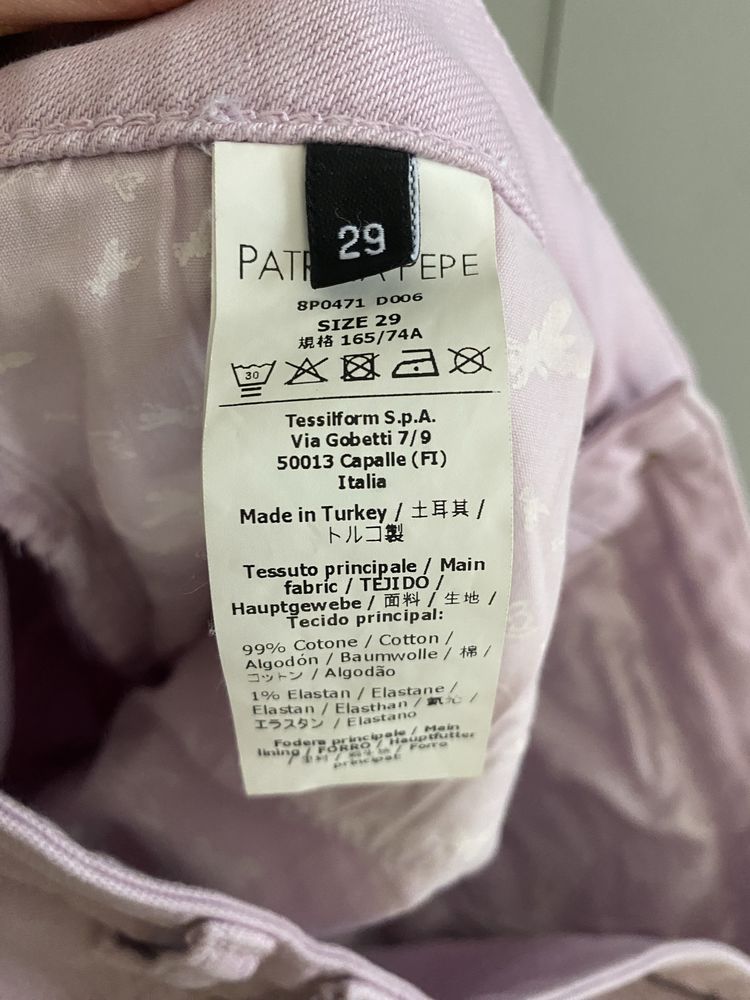 29
PATR A PEPE
8P0471 D006
SIZE 29
規格 165/74A
30
Tessilform S.p.A.
Via Gobetti 7/9
50013 Capalle (FI)
Italia
Made in Turkey / 土耳其 /
トルコ製
Tessuto principale / Main
fabric / TEJIDO /
Hauptgewebe / 面料 / 生地 /
Tecido principal:
99% Cotone / Cotton /
Algodón / Baumwolle / 棉 /
コットン / Algodão
1% Elastan / Elastane /
Elastan / Elasthan / 氨纶 /
エラスタン / Elastano
Fodera principale / Main
lining / FORRO / Hauptfutter
/ 里料 / / Forro
principal: